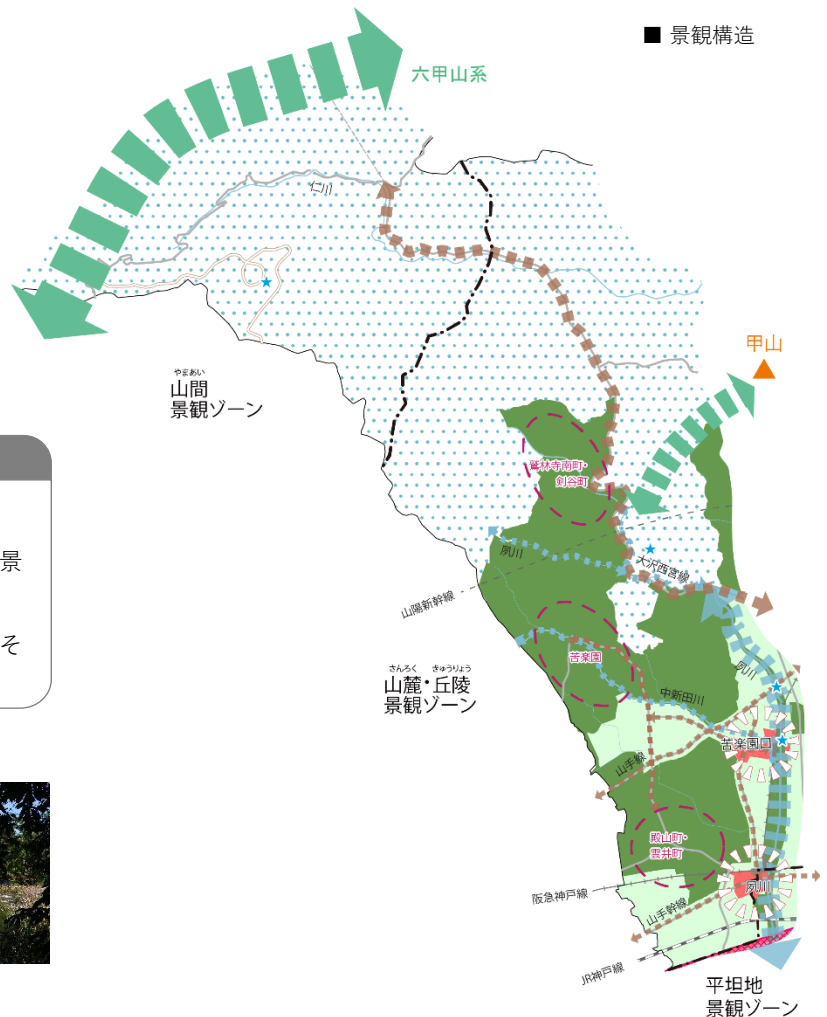 ■ 景観構造
六甲山系
仁川
甲山
やまあい
山間
景観ゾーン
鷲林寺南町・
剣谷町
景
夙川
大沢西宮線
山陽新幹線
そ
苦楽園
さんろく きゅうりょう
山麓・丘陵
景観ゾーン
夙川
中新田川
苦楽園口
山手線
殿山町・
雲井町
夙川
阪急神戸線
山手幹線
JR神戸線
平坦地
景観ゾーン